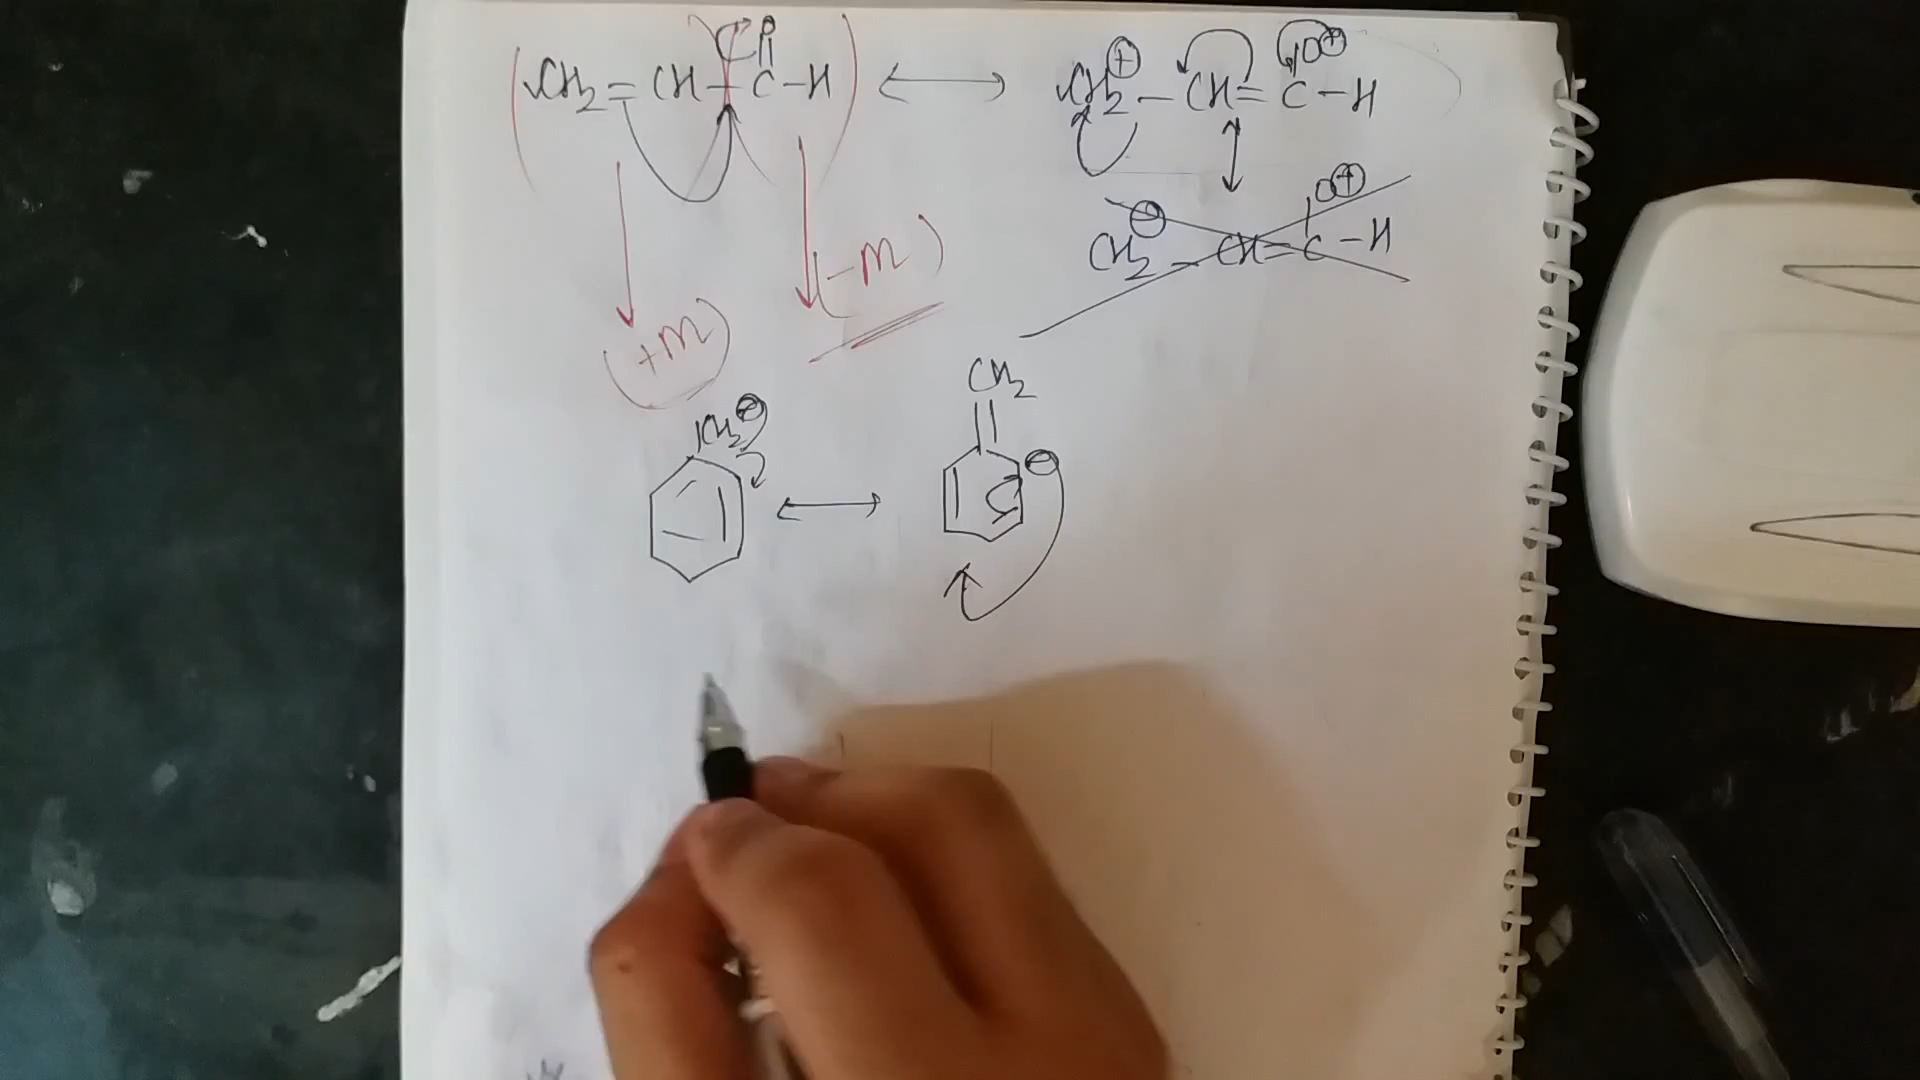 CH2 = CH - C - H ⟷ CH2⊕ - CH = C - H
O
O⊕
(-m)
(+m)
CH2⊖ - CH = C - H
O⊕
CH2
CH2⊖
⊖